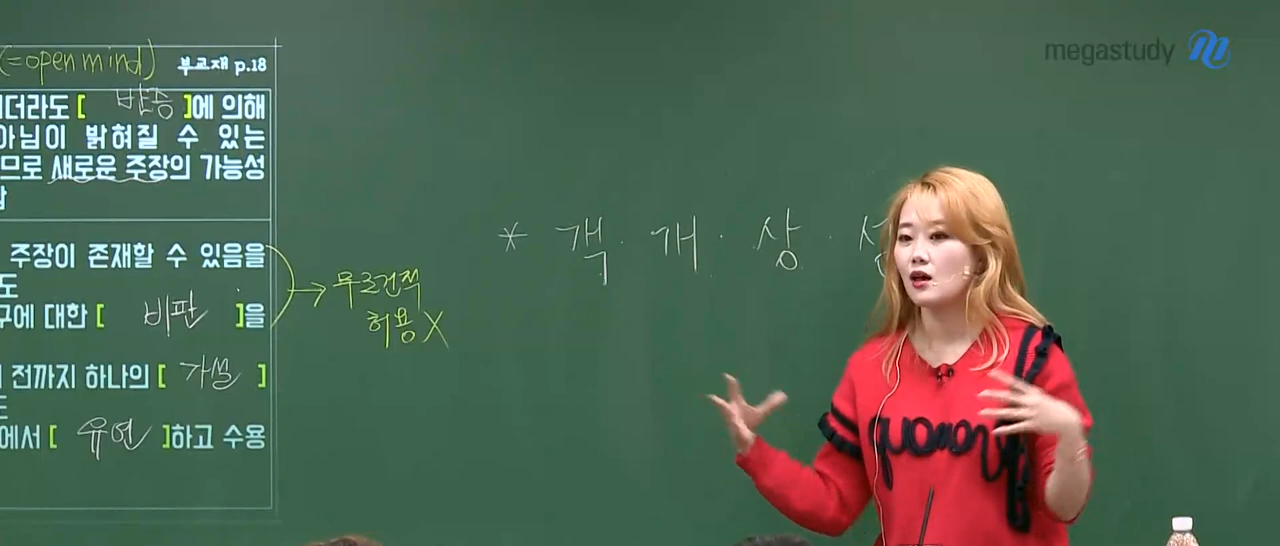 (=open mind) 부교재 p.18
더라도 [ 반증 ]에 의해
아님이 밝혀질 수 있는
므로 새로운 주장의 가능성
주장이 존재할 수 있음을
도
구에 대한 [ 비판 ]을
전까지 하나의 [ 가설 ]
에서 [ 유연 ]하고 수용
→ 무조건적
허용 X
* 객 · 개 · 상 ·
megastudy